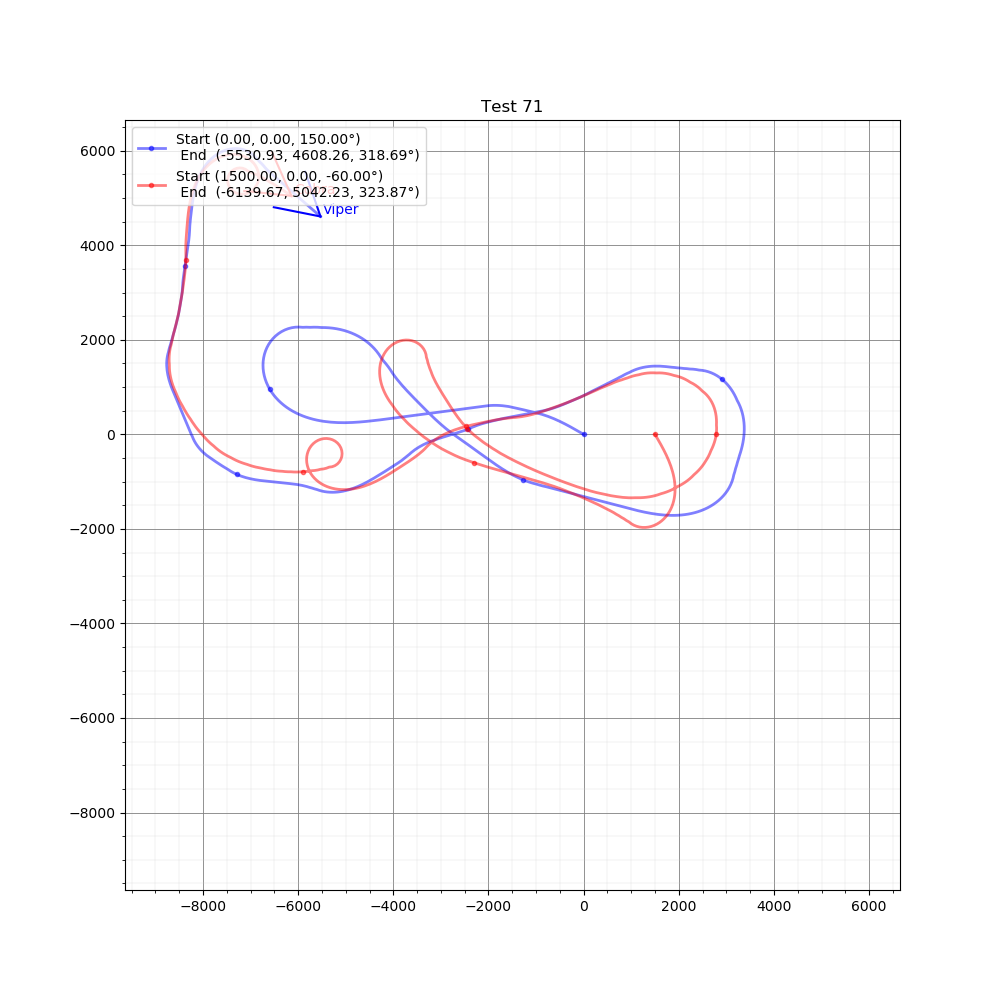 Test 71
Start (0.00, 0.00, 150.00°)
End (-5530.93, 4608.26, 318.69°)
Start (1500.00, 0.00, -60.00°)
End (-6139.67, 5042.23, 323.87°)
Viper
6000
4000
2000
0
−2000
−4000
−6000
−8000
−8000 −6000 −4000 −2000 0 2000 4000 6000